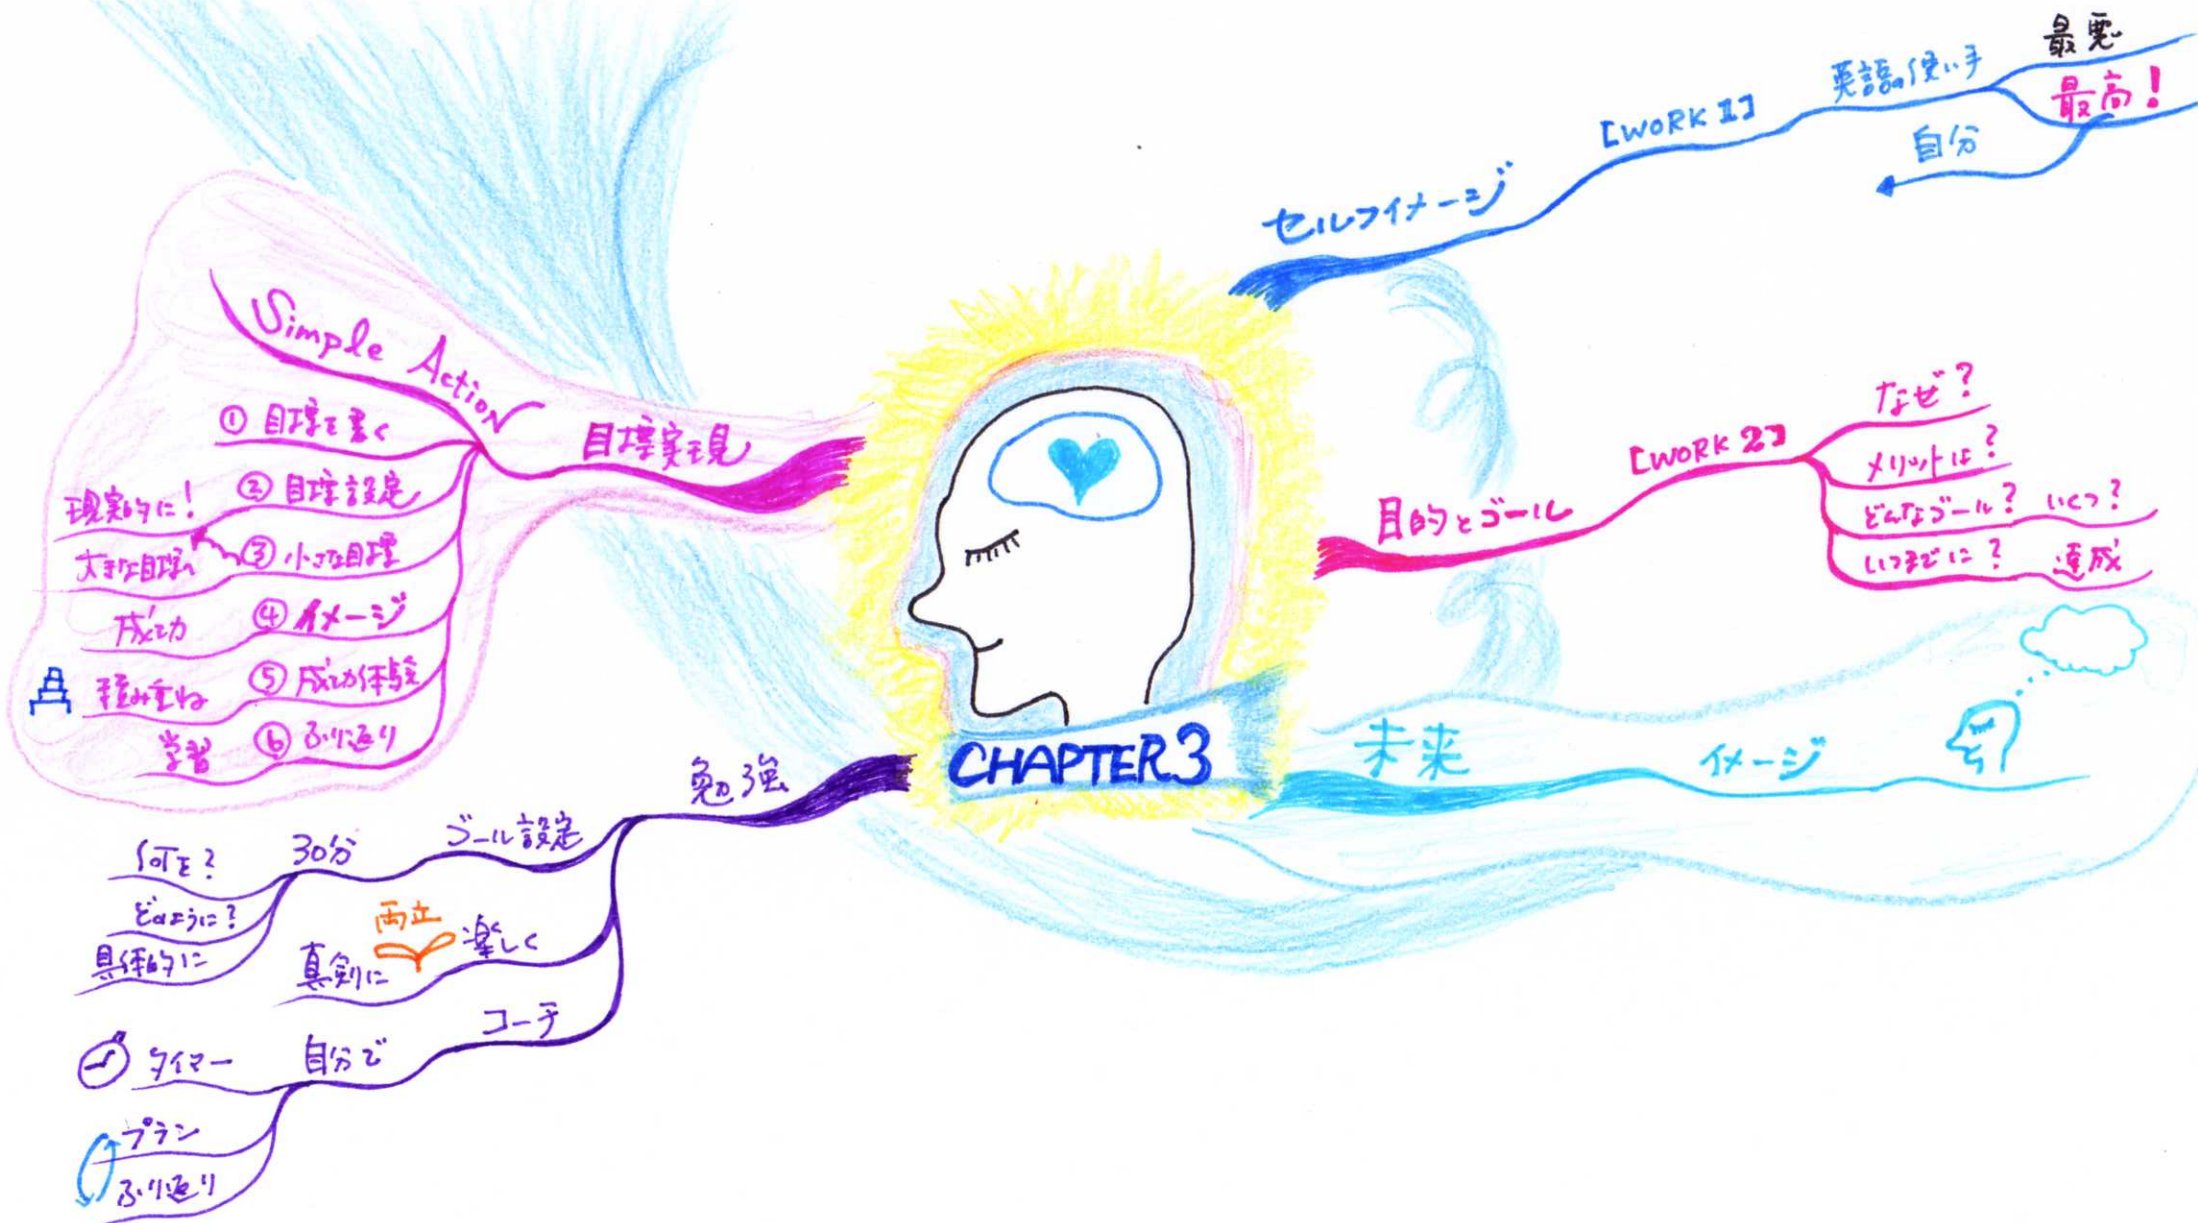 CHAPTER.3
セルフイメージ
[WORK 1]
英語の使い手
最悪
最高!
自分
目的とゴール
[WORK 2]
なぜ?
メリットは?
どんなゴール? いくつ?
いつまでに? 達成
未来
イメージ
勉強
ゴール設定
30分
何を?
どのように?
具体的に
楽しく
両立
真剣に
コーチ
自分で
タイマー
プラン
ふり返り
目標実現
Simple Action
① 目標を書く
② 目標設定
現実的に!
③ 小さな目標
大きな目標へ
④ イメージ
成功
⑤ 成功体験
積み重ね
⑥ ふり返り
学習